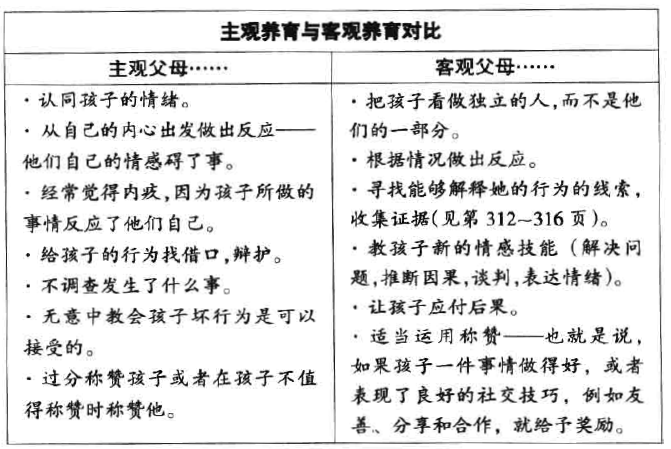 主观养育与客观养育对比
主观父母……
· 认同孩子的情绪。
· 从自己的内心出发做出反应——
他们自己的情感碍了事。
· 经常觉得内疚,因为孩子所做的
事情反应了他们自己。
· 给孩子的行为找借口,辩护。
· 不调查发生了什么事。
· 无意中教会孩子坏行为是可以
接受的。
· 过分称赞孩子或者在孩子不值
得称赞时称赞他。
客观父母……
· 把孩子看做独立的人,而不是他
们的一部分。
· 根据情况做出反应。
· 寻找能够解释她的行为的线索,
收集证据(见第 312~316 页)。
· 教孩子新的情感技能（解决问
题,推断因果,谈判,表达情绪)。
· 让孩子应付后果。
· 适当运用称赞——也就是说，
如果孩子一件事情做得好，或者
表现了良好的社交技巧，例如友
善、分享和合作，就给予奖励。